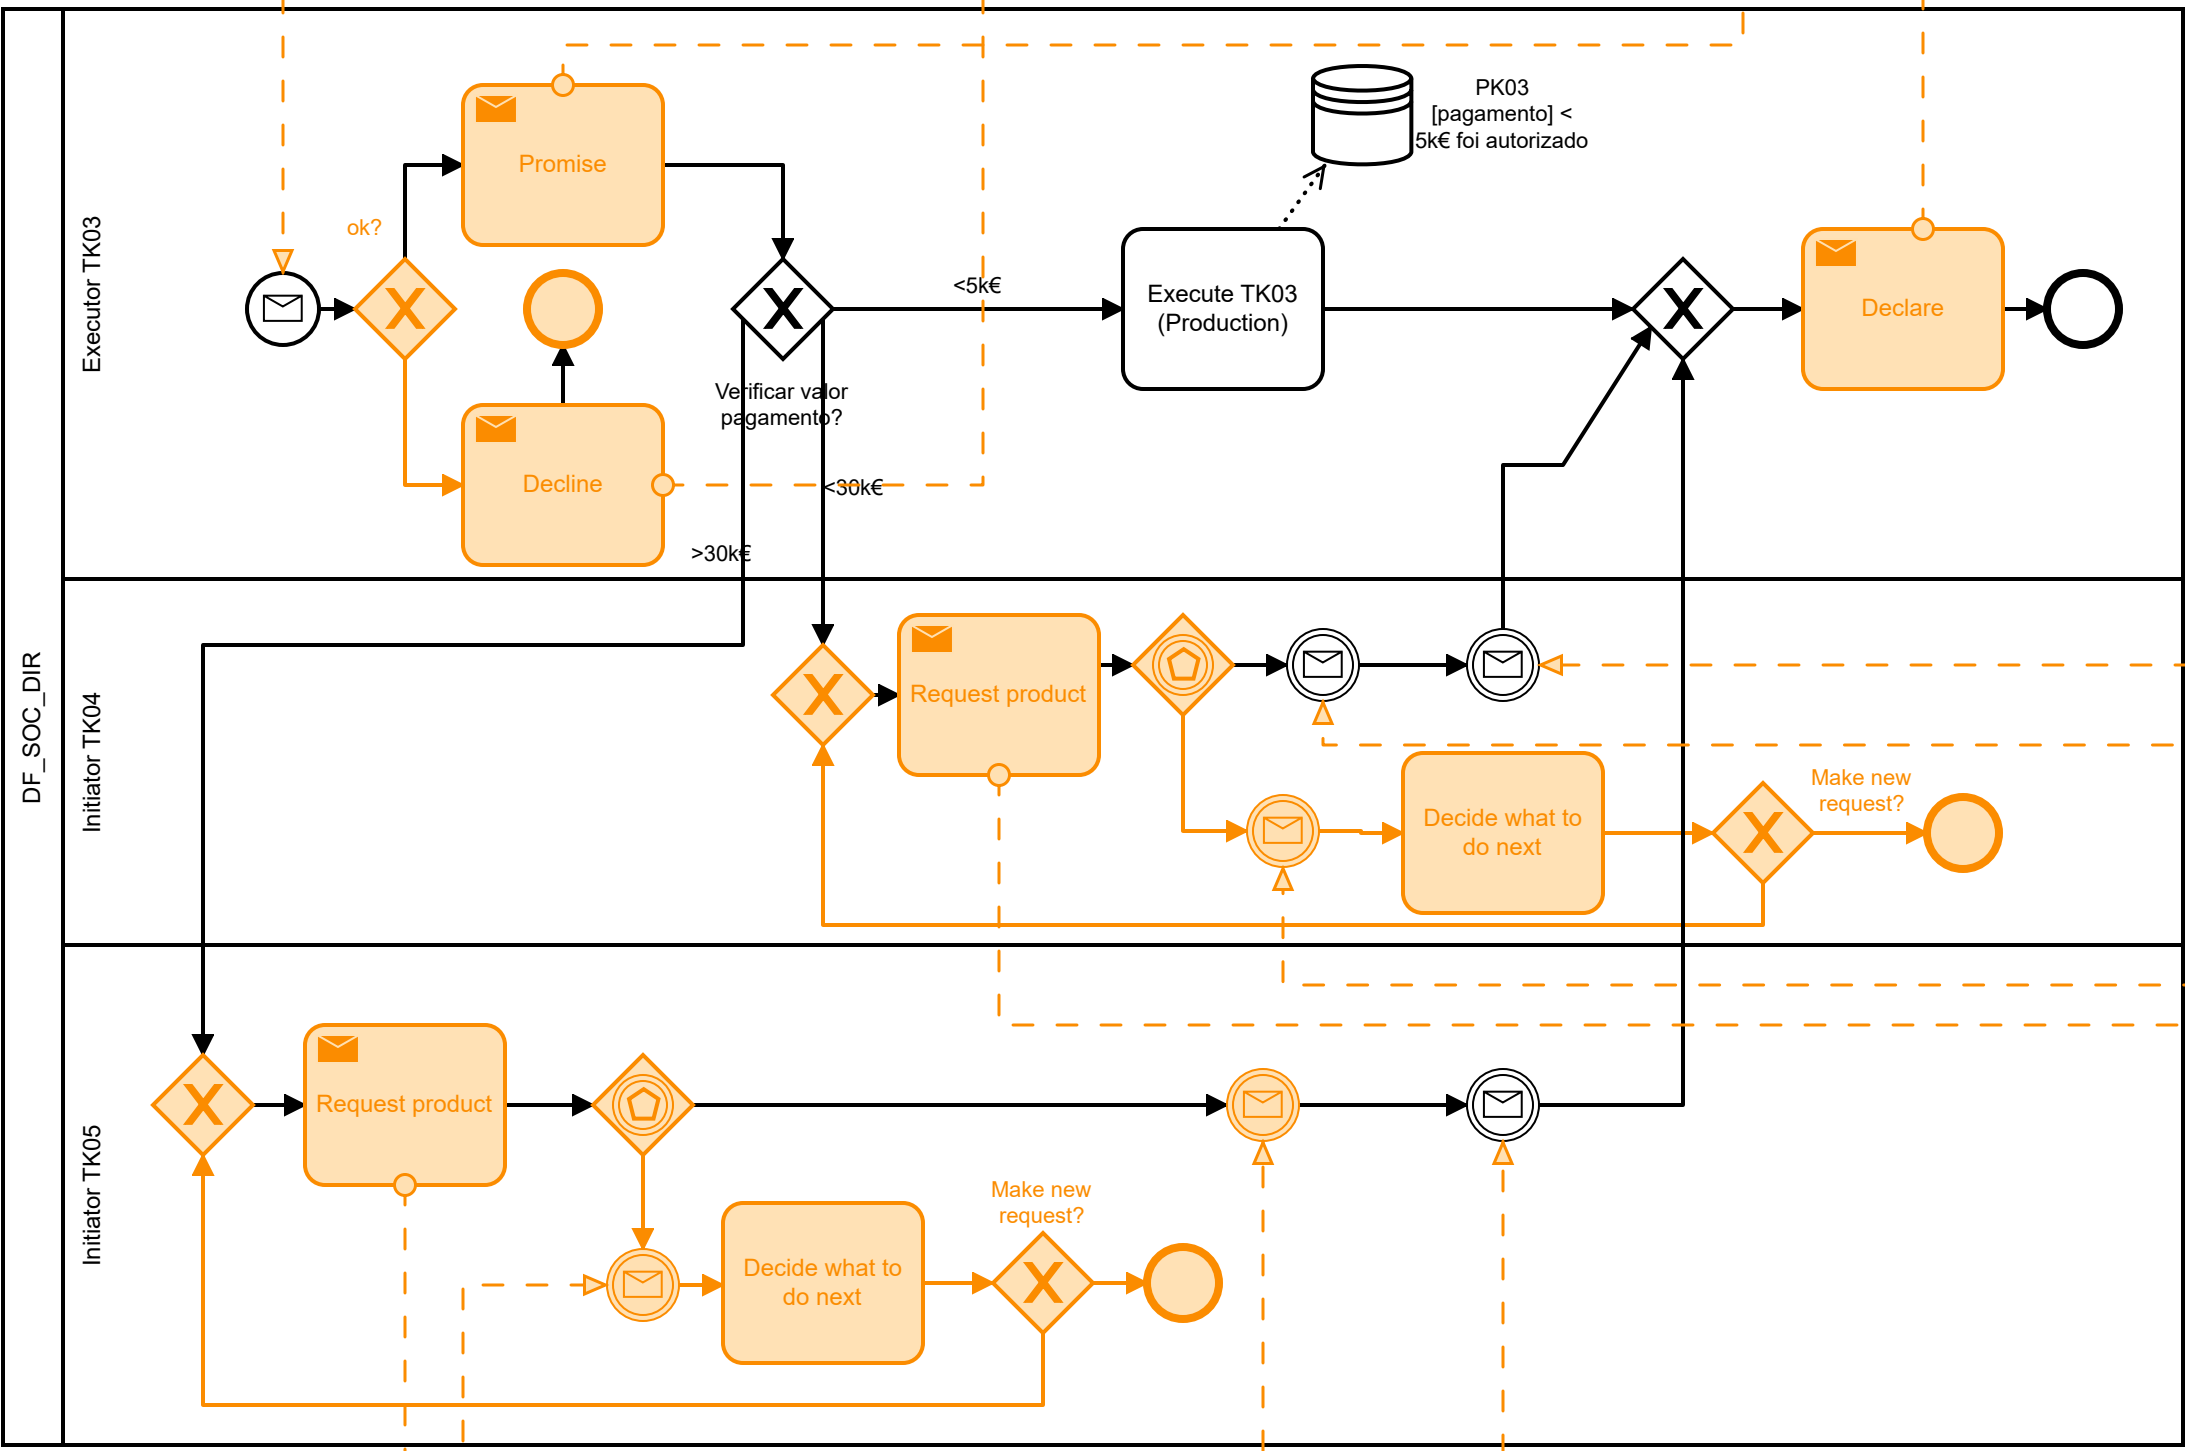 DF_SOC_DIR
Executor TK03
ok?
Promise
Decline
Verificar valor
pagamento?
<5k€
<30k€
>30k€
Execute TK03
(Production)
PK03
[pagamento] <
5k€ foi autorizado
Declare
Initiator TK04
Request product
Decide what to
do next
Make new
request?
Initiator TK05
Request product
Decide what to
do next
Make new
request?